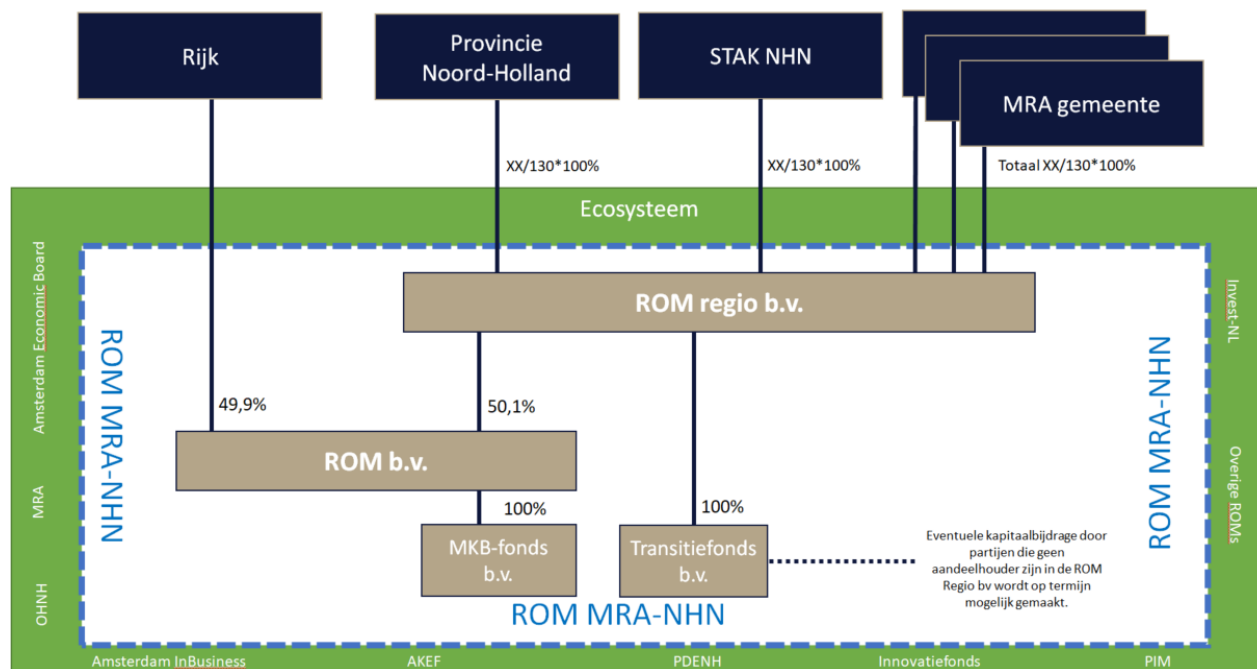 Rijk
Provincie
Noord-Holland
STAK NHN
MRA gemeente
XX/130*100%
XX/130*100%
Totaal XX/130*100%
Ecosysteem
Amsterdam Economic Board
MRA
OHNH
ROM MRA-NHN
ROM regio b.v.
49,9%
50,1%
ROM b.v.
100%
100%
MKB-fonds
b.v.
Transitiefonds
b.v.
Eventuele kapitaalbijdrage door
partijen die geen
aandeelhouder zijn in de ROM
Regio bv wordt op termijn
mogelijk gemaakt.
ROM MRA-NHN
ROM MRA-NHN
Invest-NL
Overige ROMs
Amsterdam InBusiness
AKEF
PDENH
Innovatiefonds
PIM